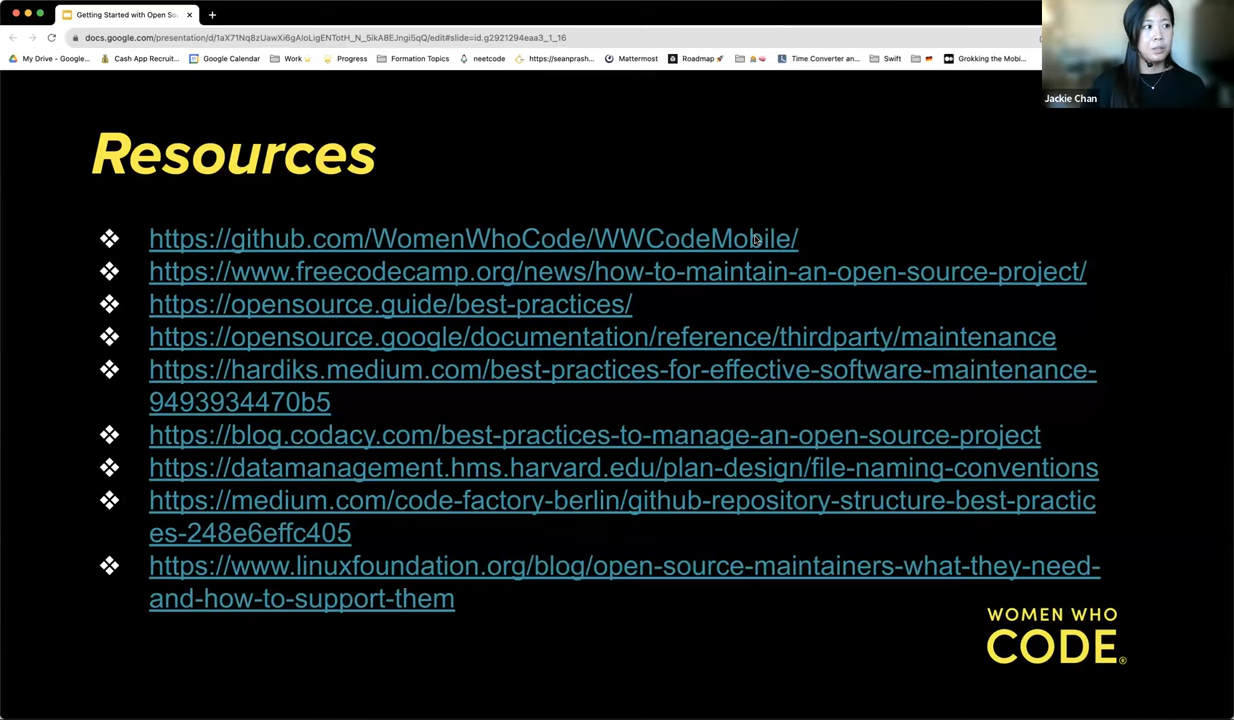 Getting Started with Open So
docs.google.com/presentation/d/1aX71Nq8zUawXi6gAloLigENTotH_N_5ikA8EJngi5qQ/edit#slide=id.g2921294eaa3_1_16
My Drive - Google... Cash App Recruit... Google Calendar Work Progress Formation Topics neetcode https://seanprash... Mattermost Roadmap Time Converter an... Swift Grokking the Mobi...
Jackie Chan
Resources
❖ https://github.com/WomenWhoCode/WWCodeMobile/
❖ https://www.freecodecamp.org/news/how-to-maintain-an-open-source-project/
❖ https://opensource.guide/best-practices/
❖ https://opensource.google/documentation/reference/thirdparty/maintenance
❖ https://hardiks.medium.com/best-practices-for-effective-software-maintenance-
9493934470b5
❖ https://blog.codacy.com/best-practices-to-manage-an-open-source-project
❖ https://datamanagement.hms.harvard.edu/plan-design/file-naming-conventions
❖ https://medium.com/code-factory-berlin/github-repository-structure-best-practic
es-248e6effc405
❖ https://www.linuxfoundation.org/blog/open-source-maintainers-what-they-need-
and-how-to-support-them
WOMEN WHO
CODE®